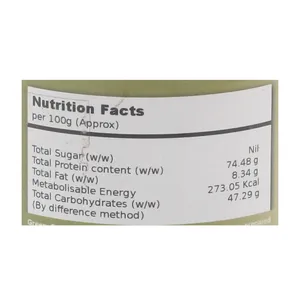 Nutrition Facts
per 100g (Approx)
Total Sugar (w/w) Nil
Total Protein content (w/w) 74.48 g
Total Fat (w/w) 8.34 g
Metabolisable Energy 273.05 Kcal
Total Carbohydrates (w/w) 47.29 g
(By difference method)